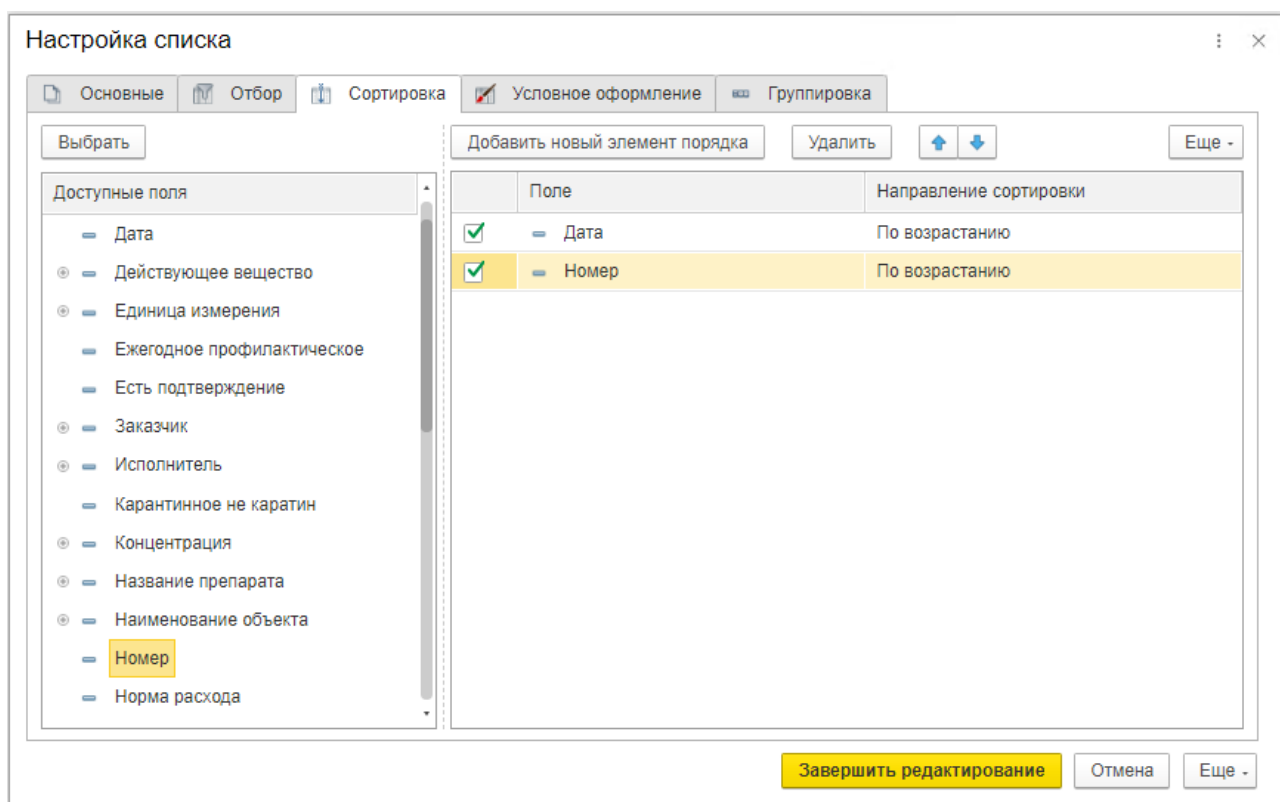 Настройка списка
Основные Отбор Сортировка Условное оформление Группировка
Выбрать Добавить новый элемент порядка Удалить Еще
Доступные поля
Дата
Действующее вещество
Единица измерения
Ежегодное профилактическое
Есть подтверждение
Заказчик
Исполнитель
Карантинное не каратин
Концентрация
Название препарата
Наименование объекта
Номер
Норма расхода
Поле Направление сортировки
Дата По возрастанию
Номер По возрастанию
Завершить редактирование Отмена Еще